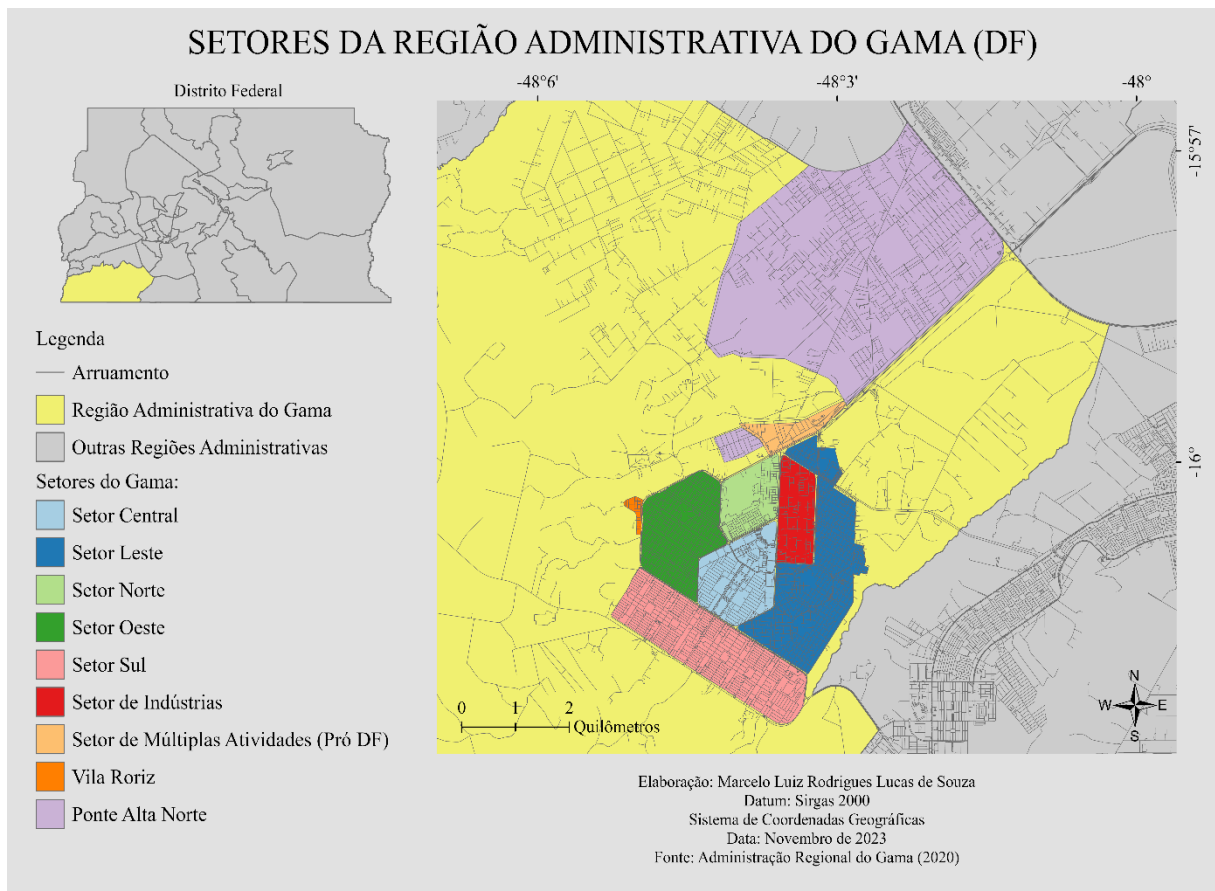 SETORES DA REGIÃO ADMINISTRATIVA DO GAMA (DF)
Distrito Federal
-48°6'
-48°3'
-48°
-15°57'
-16°
Legenda
Arruamento
Região Administrativa do Gama
Outras Regiões Administrativas
Setores do Gama:
Setor Central
Setor Leste
Setor Norte
Setor Oeste
Setor Sul
Setor de Indústrias
Setor de Múltiplas Atividades (Pró DF)
Vila Roriz
Ponte Alta Norte
0 1 2
Quilômetros
N
W E
S
Elaboração: Marcelo Luiz Rodrigues Lucas de Souza
Datum: Sirgas 2000
Sistema de Coordenadas Geográficas
Data: Novembro de 2023
Fonte: Administração Regional do Gama (2020)